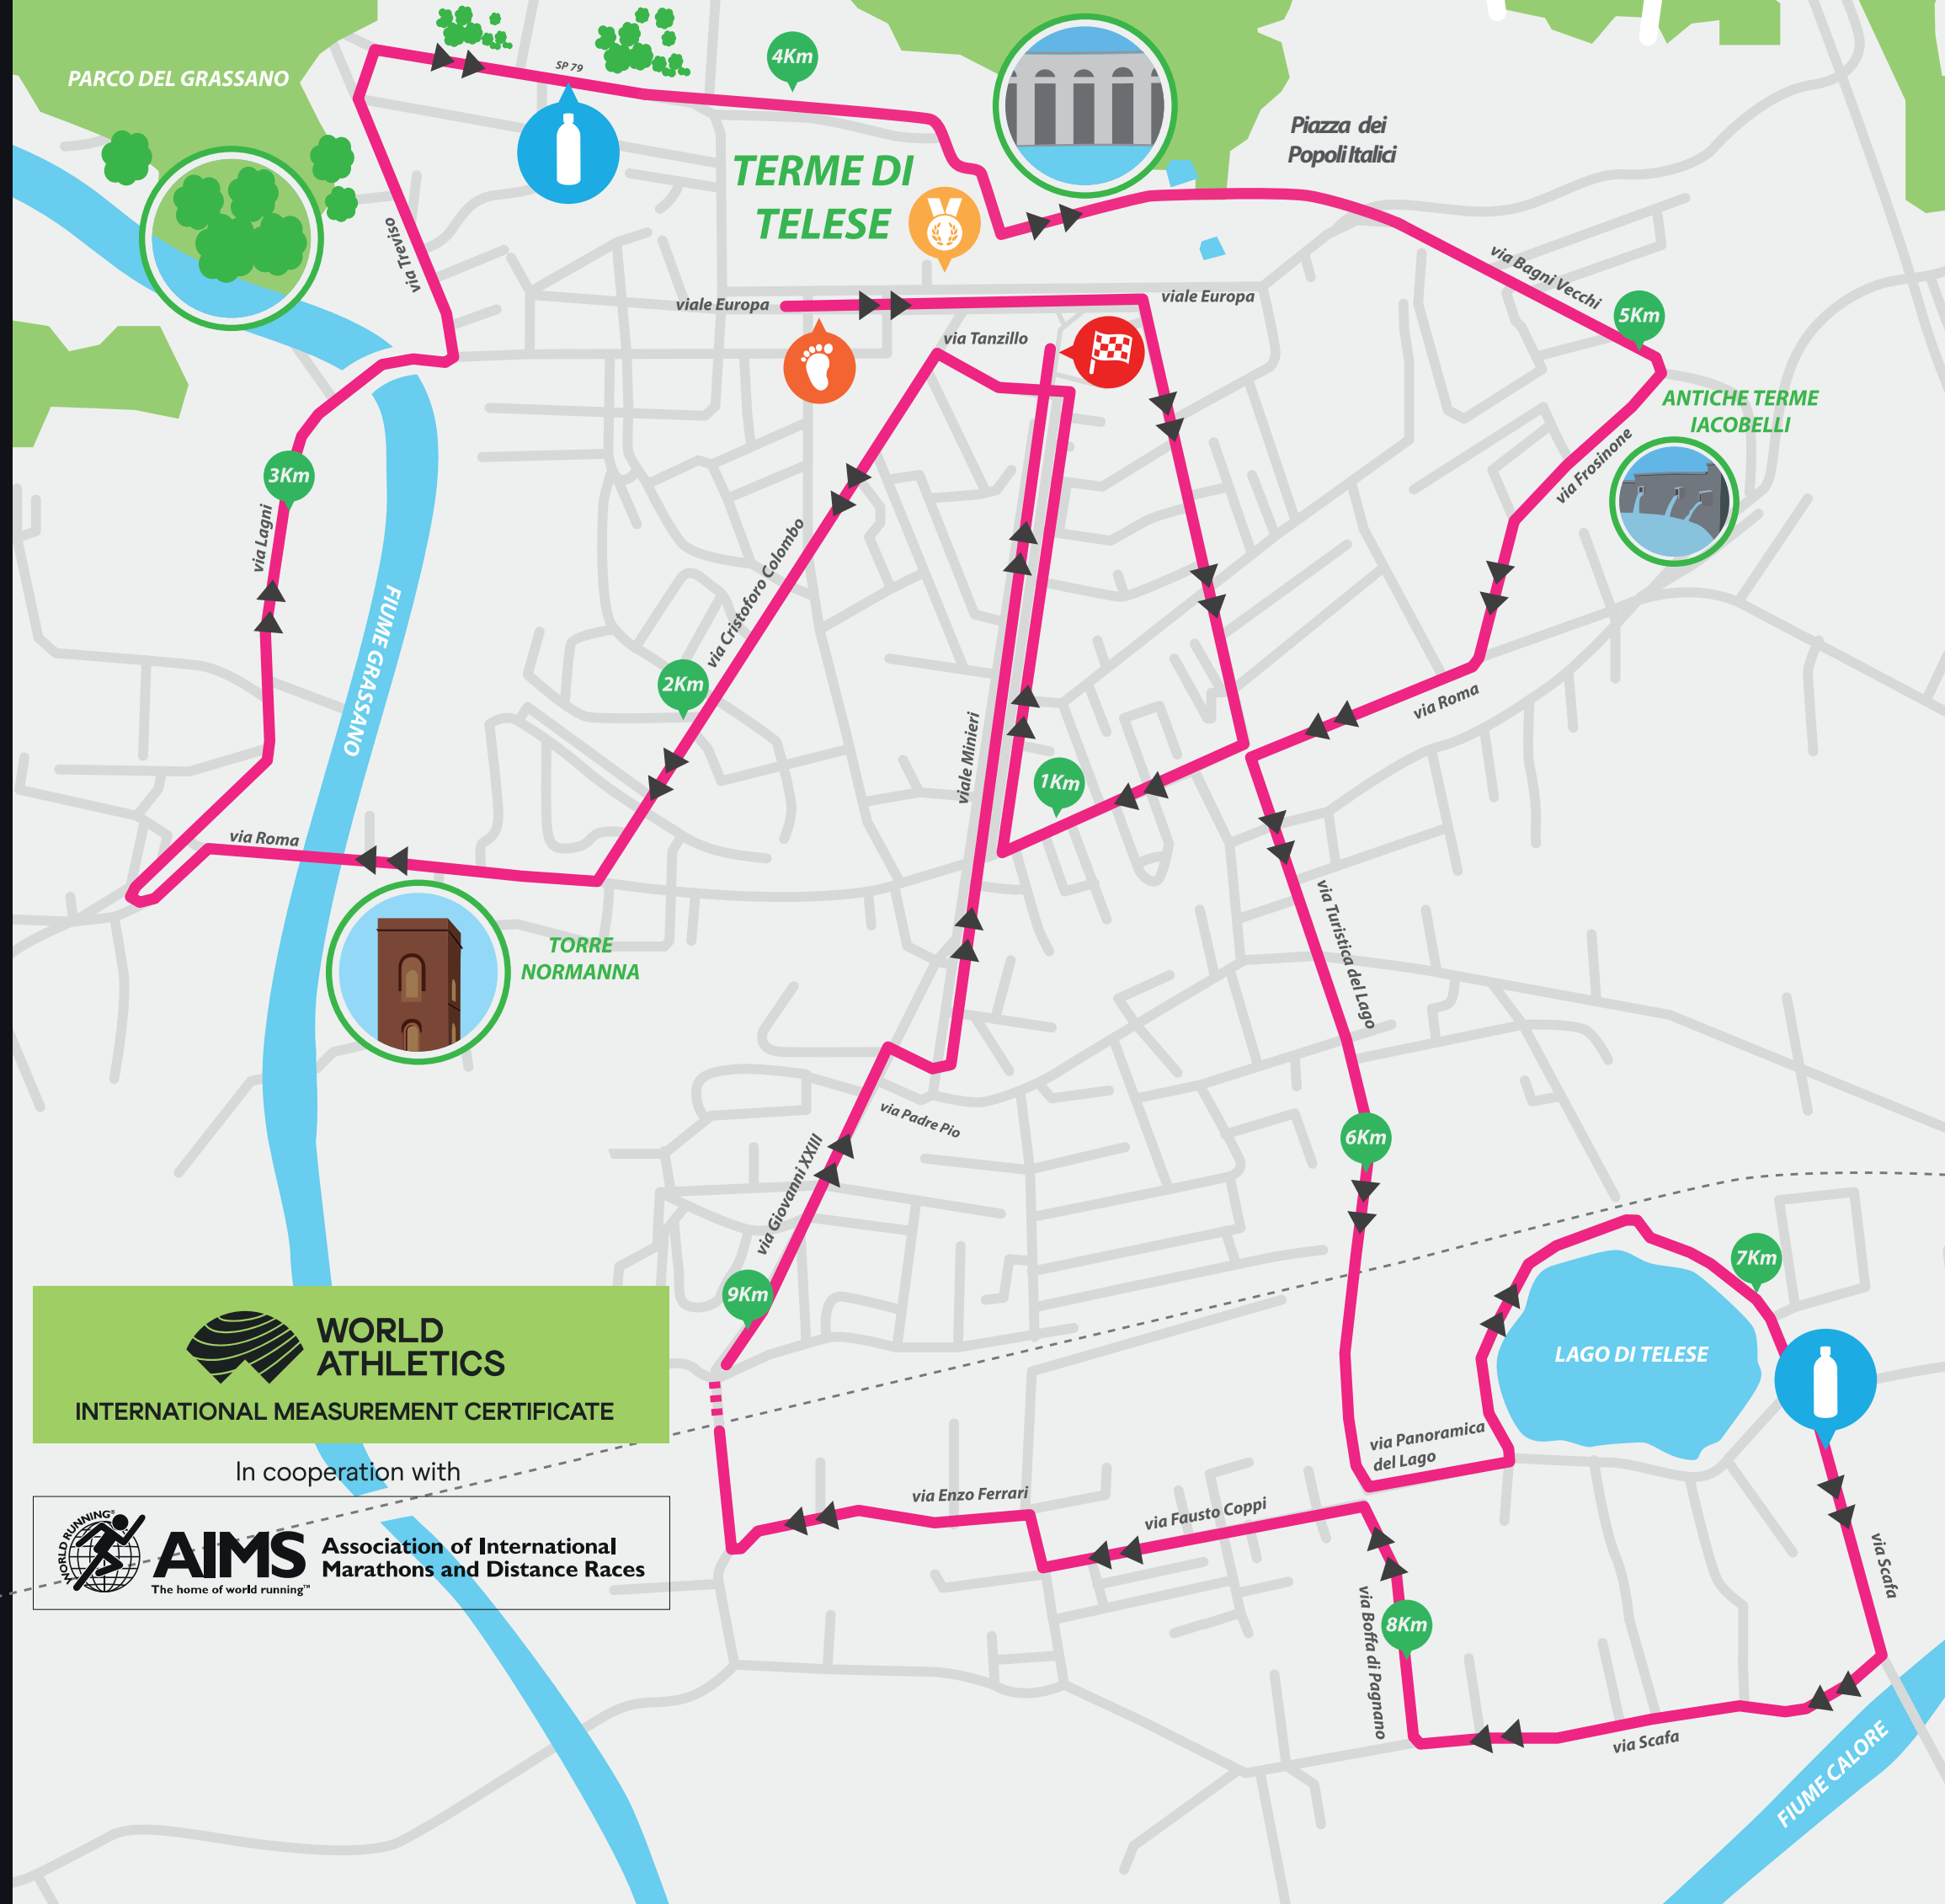 PARCO DEL GRASSANO
SP 79
4Km
Piazza dei
Popoli Italici
TERME DI
TELESE
via Treviso
via Bagni Vecchi
viale Europa
viale Europa
5Km
via Tanzillo
ANTICHE TERME
IACOBELLI
via Frosinone
3Km
via Lagni
via Cristoforo Colombo
FIUME GRASSANO
2Km
via Roma
viale Minieri
1Km
via Roma
via Turistica del Lago
TORRE
NORMANNA
via Padre Pio
6Km
via Giovanni XXIII
7Km
9Km
WORLD
ATHLETICS
INTERNATIONAL MEASUREMENT CERTIFICATE
LAGO DI TELESE
via Panoramica
del Lago
In cooperation with
via Enzo Ferrari
via Fausto Coppi
WORLD RUNNING®
AIMS
The home of world running™
Association of International
Marathons and Distance Races
via Scafa
via Boffa di Pagnano
8Km
via Scafa
FIUME CALORE